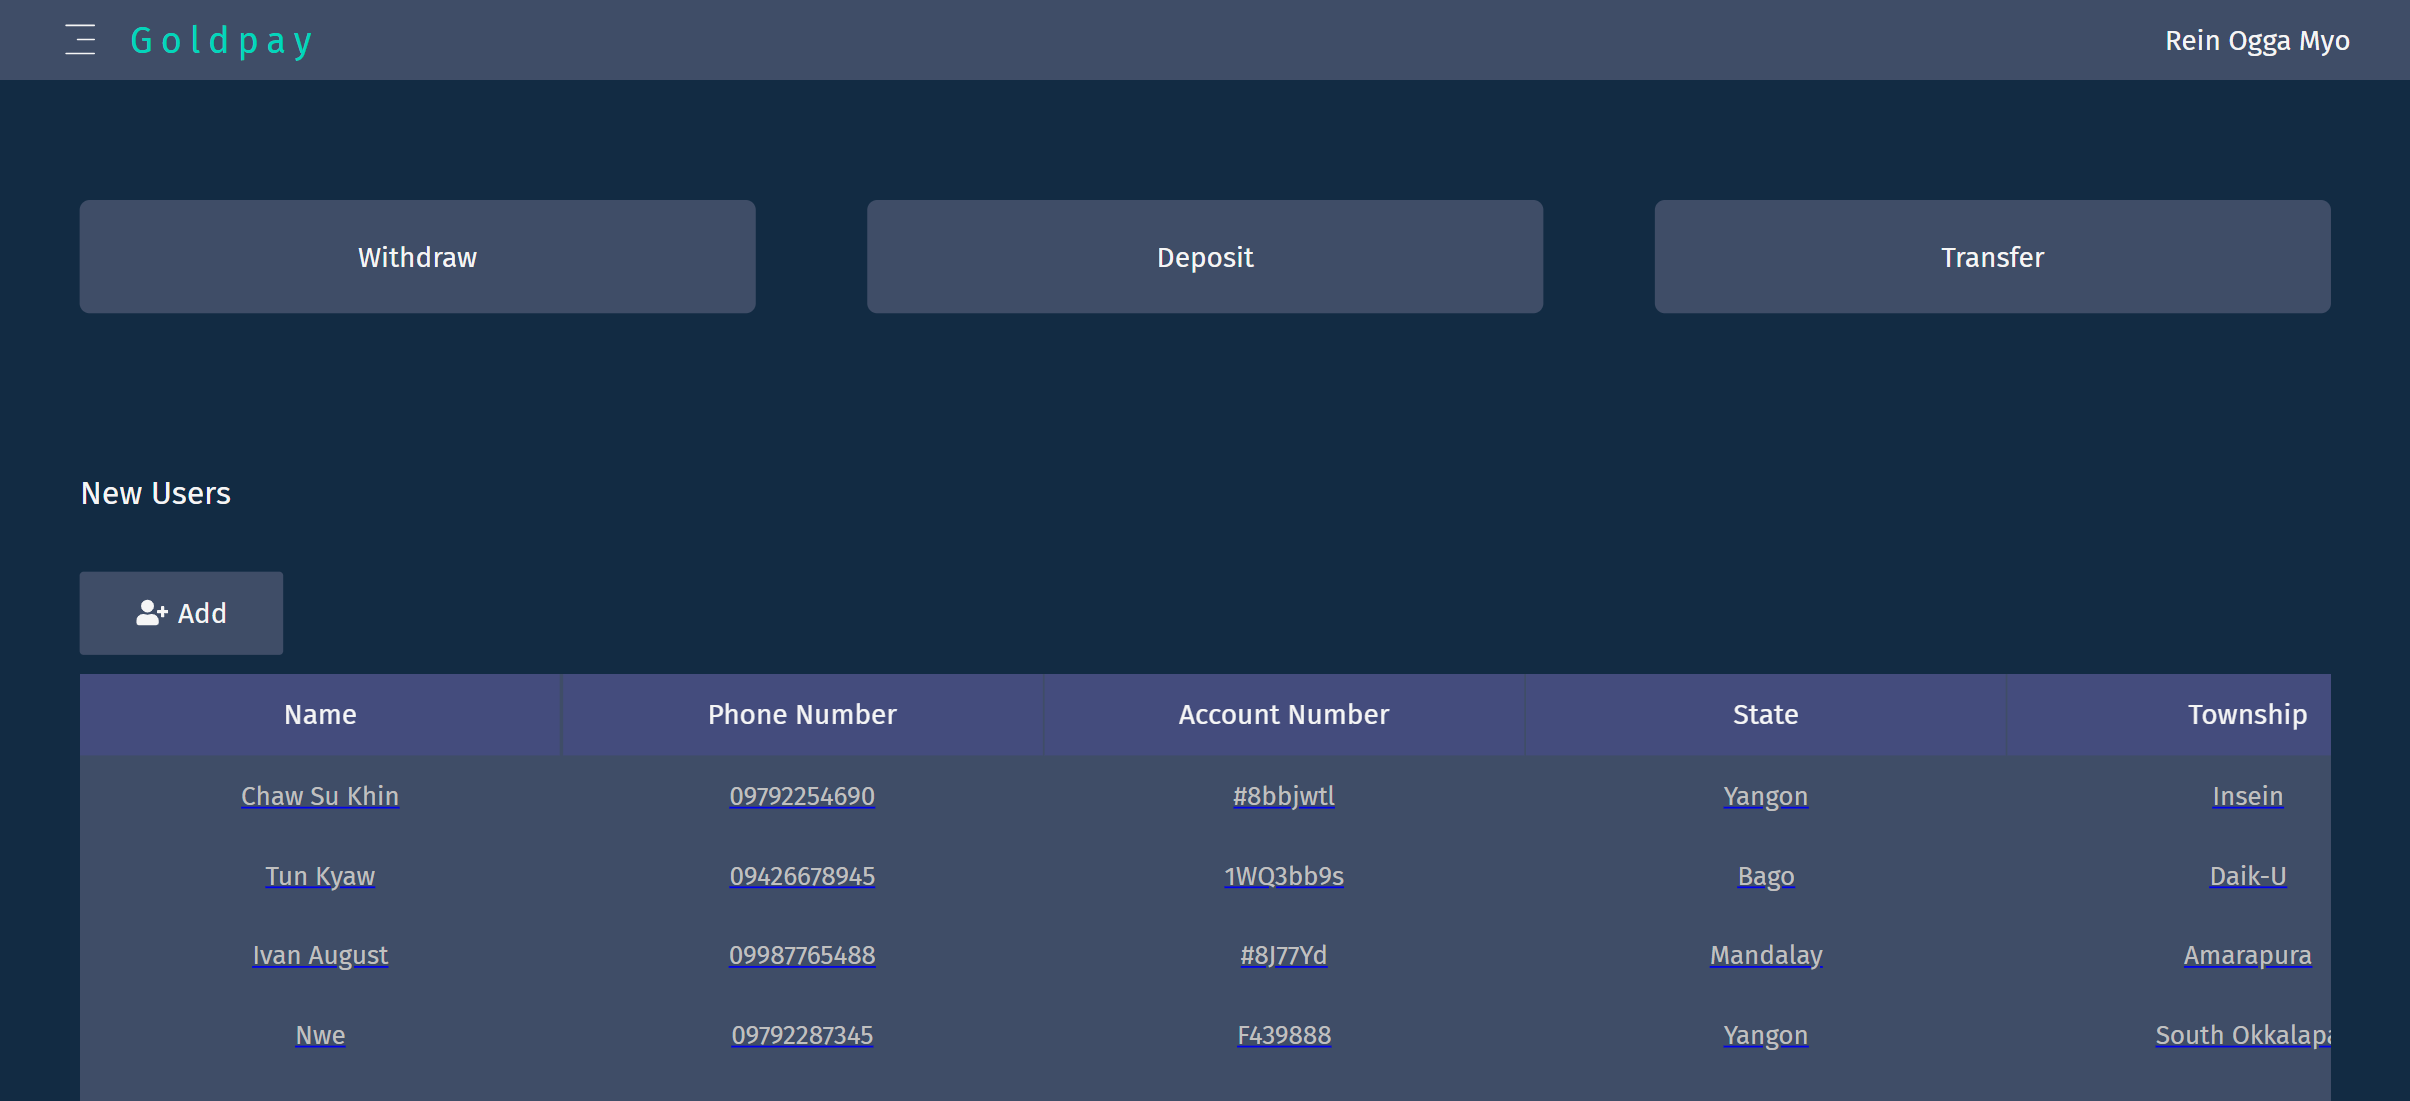 Goldpay
Rein Ogga Myo
Withdraw
Deposit
Transfer
New Users
Add
Name
Phone Number
Account Number
State
Township
Chaw Su Khin
09792254690
#8bbjwtl
Yangon
Insein
Tun Kyaw
09426678945
1WQ3bb9s
Bago
Daik-U
Ivan August
09987765488
#8J77Yd
Mandalay
Amarapura
Nwe
09792287345
F439888
Yangon
South